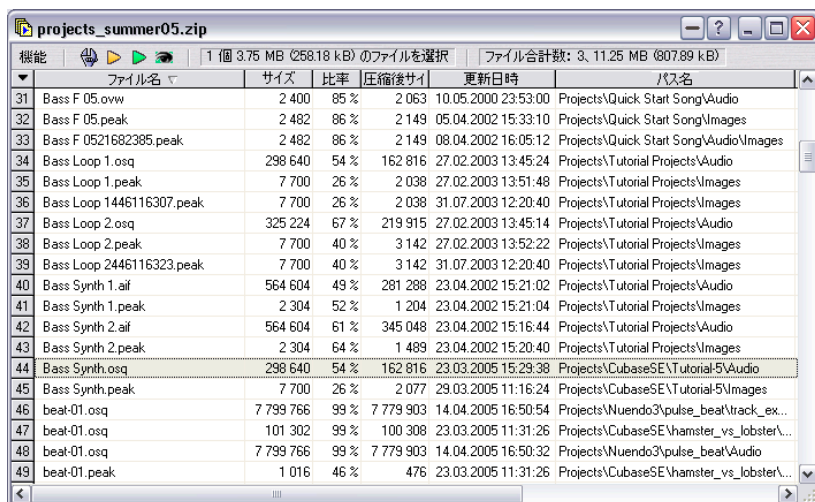 projects_summer05.zip
機能 1 個 3.75 MB (258.18 kB) のファイルを選択 ファイル合計数: 3、11.25 MB (807.89 kB)
ファイル名 サイズ 比率 圧縮後サイ 更新日時 パス名
31 Bass F 05.ovw 2 400 85 % 2 063 10.05.2000 23:53:00 Projects\Quick Start Song\Audio
32 Bass F 05.peak 2 482 86 % 2 149 05.04.2002 15:33:10 Projects\Quick Start Song\Images
33 Bass F 0521682385.peak 2 482 86 % 2 149 08.04.2002 16:05:12 Projects\Quick Start Song\Audio\Images
34 Bass Loop 1.osq 298 640 54 % 162 816 27.02.2003 13:45:24 Projects\Tutorial Projects\Audio
35 Bass Loop 1.peak 7 700 26 % 2 038 27.02.2003 13:51:48 Projects\Tutorial Projects\Images
36 Bass Loop 1446116307.peak 7 700 26 % 2 038 31.07.2003 12:20:40 Projects\Tutorial Projects\Images
37 Bass Loop 2.osq 325 224 67 % 219 915 27.02.2003 13:45:14 Projects\Tutorial Projects\Audio
38 Bass Loop 2.peak 7 700 40 % 3 142 27.02.2003 13:52:22 Projects\Tutorial Projects\Images
39 Bass Loop 2446116323.peak 7 700 40 % 3 142 31.07.2003 12:20:40 Projects\Tutorial Projects\Images
40 Bass Synth 1.aif 564 604 49 % 281 288 23.04.2002 15:21:02 Projects\Tutorial Projects\Audio
41 Bass Synth 1.peak 2 304 52 % 1 204 23.04.2002 15:21:04 Projects\Tutorial Projects\Images
42 Bass Synth 2.aif 564 604 61 % 345 048 23.04.2002 15:16:44 Projects\Tutorial Projects\Audio
43 Bass Synth 2.peak 2 304 64 % 1 489 23.04.2002 15:20:40 Projects\Tutorial Projects\Images
44 Bass Synth.osq 298 640 54 % 162 816 23.03.2005 15:29:38 Projects\CubaseSE\Tutorial-5\Audio
45 Bass Synth.peak 7 700 26 % 2 077 29.03.2005 11:16:24 Projects\CubaseSE\Tutorial-5\Images
46 beat-01.osq 7 799 766 99 % 7 779 903 14.04.2005 16:50:54 Projects\Nuendo3\pulse_beat\track_ex...
47 beat-01.osq 101 302 99 % 100 308 23.03.2005 11:31:26 Projects\CubaseSE\hamster_vs_lobster\...
48 beat-01.osq 7 799 766 99 % 7 779 903 14.04.2005 16:50:32 Projects\Nuendo3\pulse_beat\Audio
49 beat-01.peak 1 016 46 % 476 23.03.2005 11:31:26 Projects\CubaseSE\hamster_vs_lobster\...